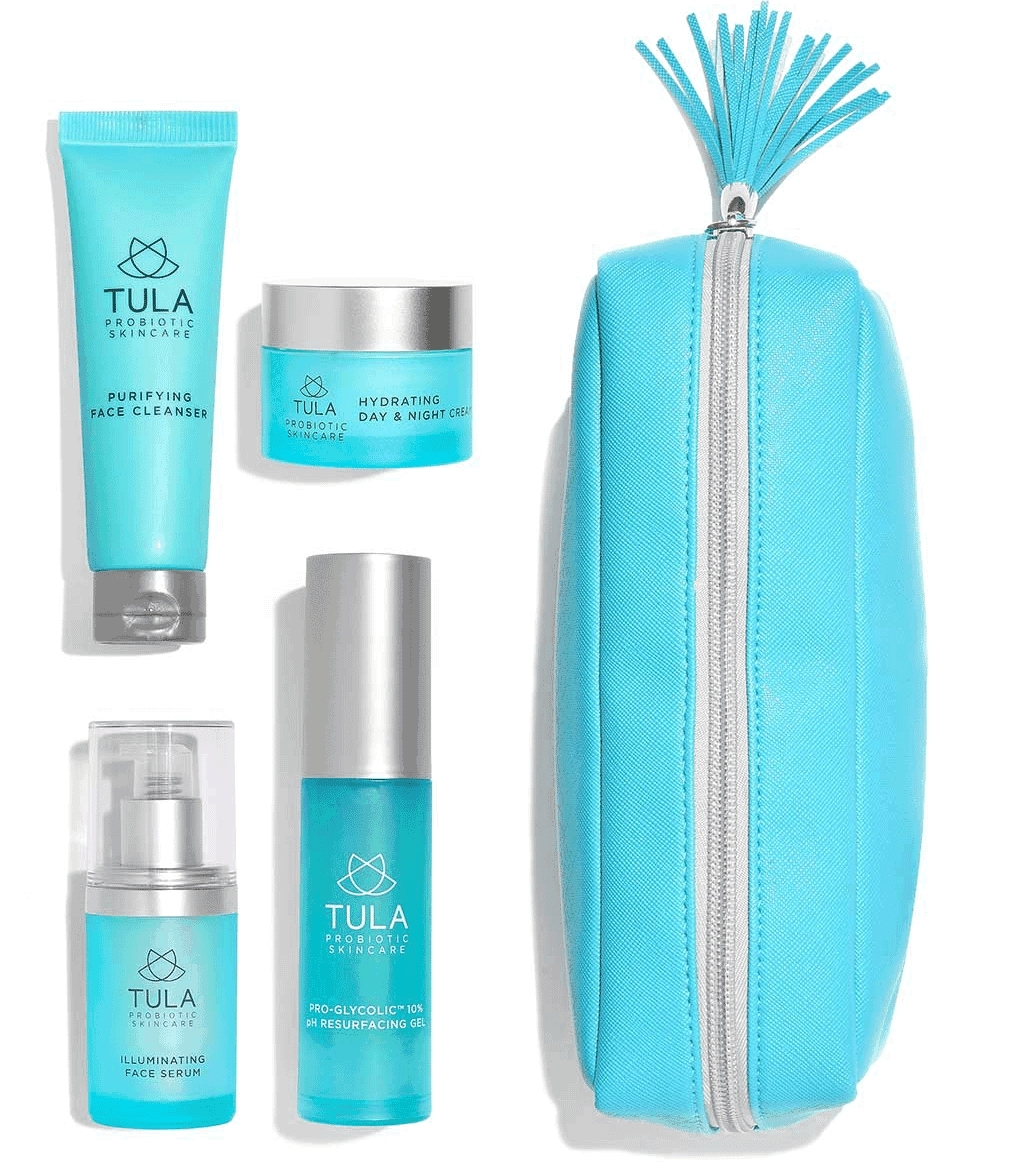 TULA
PROBIOTIC
SKINCARE
PURIFYING
FACE CLEANSER
TULA
PROBIOTIC
SKINCARE
HYDRATING
DAY & NIGHT CREAM
TULA
PROBIOTIC
SKINCARE
ILLUMINATING
FACE SERUM
TULA
PROBIOTIC
SKINCARE
PRO-GLYCOLIC™ 10%
pH RESURFACING GEL